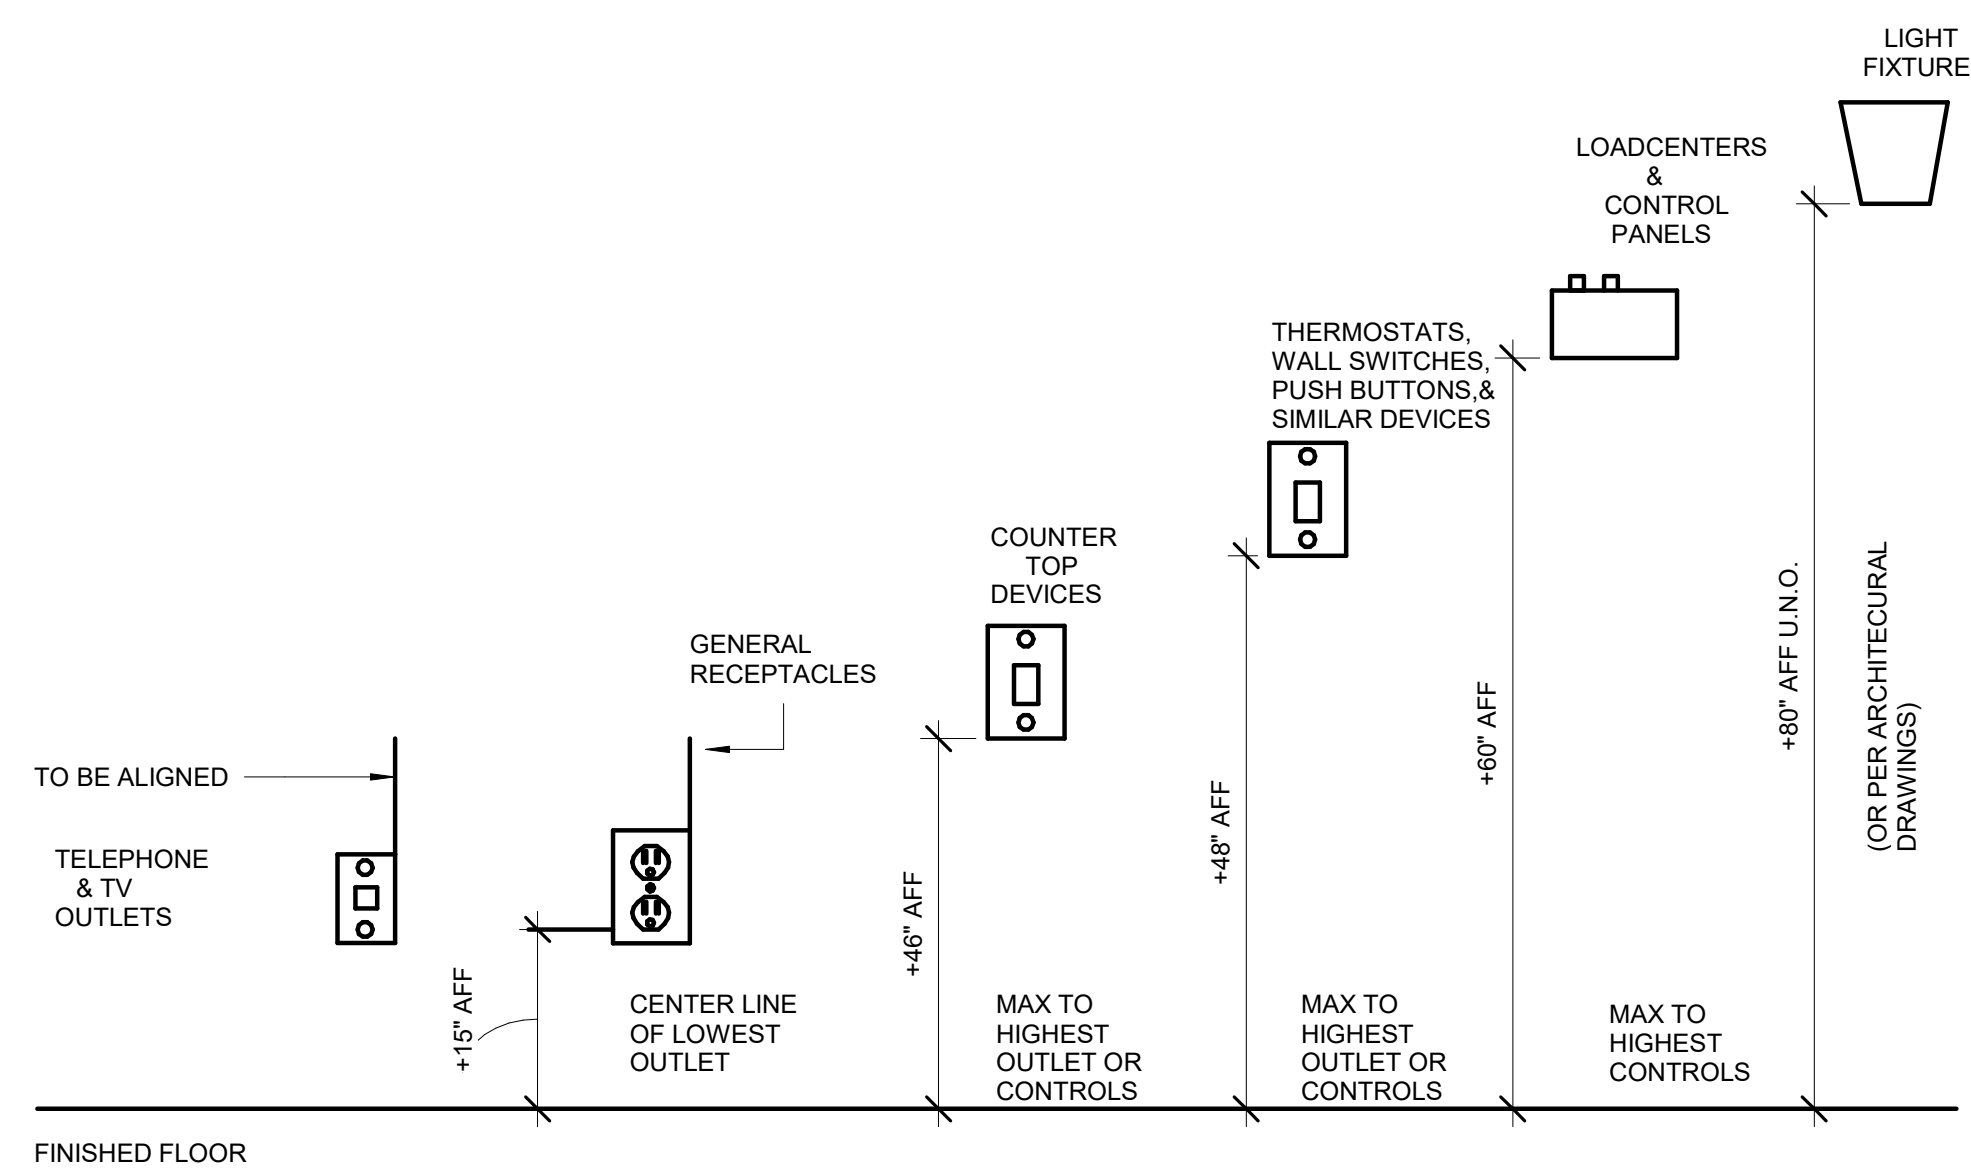 LIGHT
FIXTURE
LOADCENTERS
&
CONTROL
PANELS
THERMOSTATS,
WALL SWITCHES,
PUSH BUTTONS,&
SIMILAR DEVICES
COUNTER
TOP
DEVICES
GENERAL
RECEPTACLES
TO BE ALIGNED
TELEPHONE
& TV
OUTLETS
+15" AFF
CENTER LINE
OF LOWEST
OUTLET
+46" AFF
MAX TO
HIGHEST
OUTLET OR
CONTROLS
+48" AFF
MAX TO
HIGHEST
OUTLET OR
CONTROLS
+60" AFF
MAX TO
HIGHEST
CONTROLS
+80" AFF U.N.O.
(OR PER ARCHITECURAL
DRAWINGS)
FINISHED FLOOR